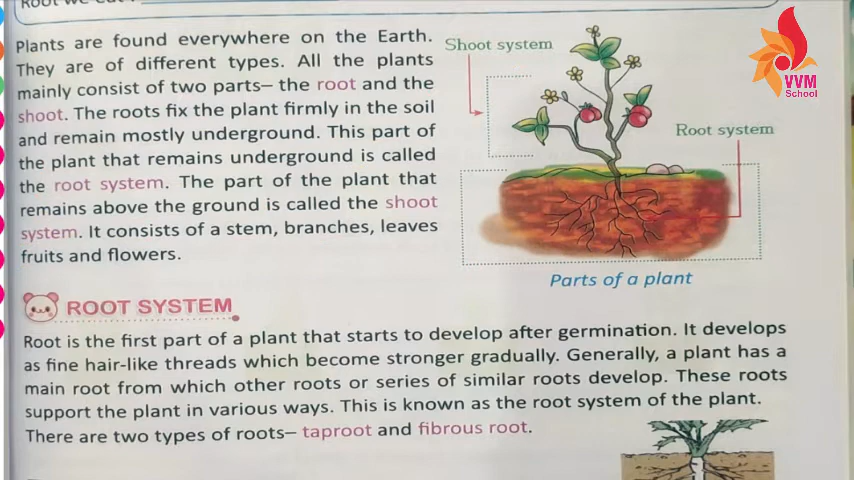 Plants are found everywhere on the Earth.
They are of different types. All the plants
mainly consist of two parts– the root and the
shoot. The roots fix the plant firmly in the soil
and remain mostly underground. This part of
the plant that remains underground is called
the root system. The part of the plant that
remains above the ground is called the shoot
system. It consists of a stem, branches, leaves
fruits and flowers.
Shoot system
Root system
Parts of a plant
VVM
School
ROOT SYSTEM
Root is the first part of a plant that starts to develop after germination. It develops
as fine hair-like threads which become stronger gradually. Generally, a plant has a
main root from which other roots or series of similar roots develop. These roots
support the plant in various ways. This is known as the root system of the plant.
There are two types of roots– taproot and fibrous root.